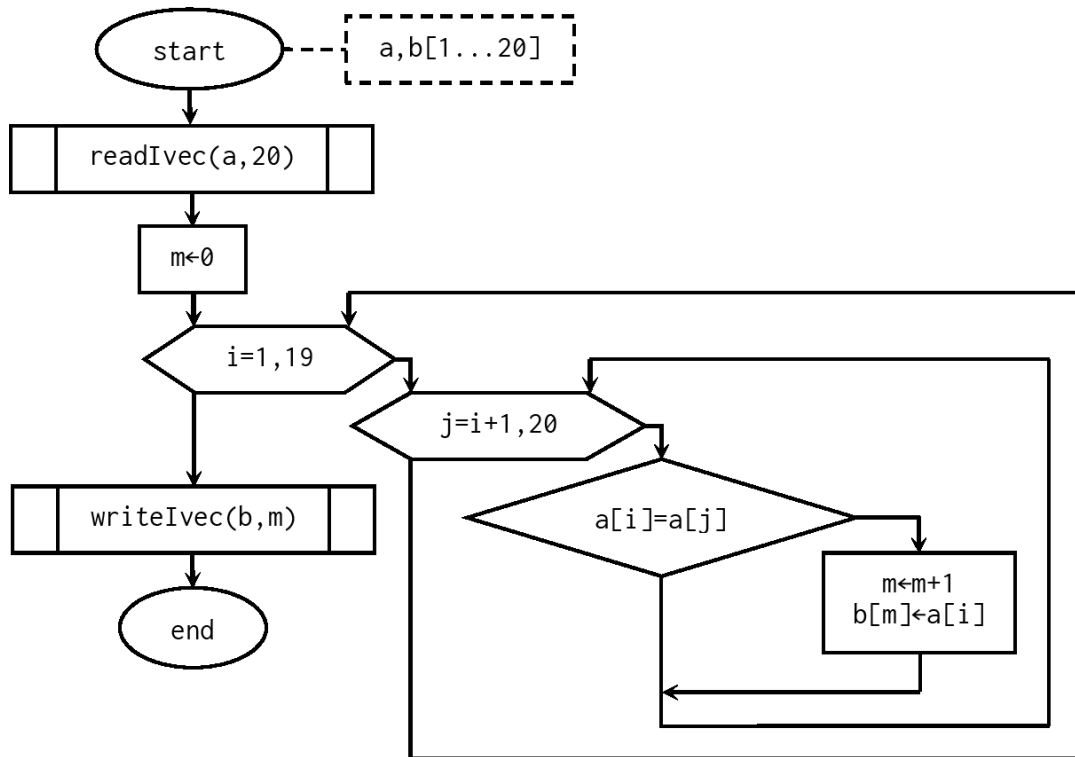 start
a,b[1...20]
readIvec(a,20)
m←0
i=1,19
j=i+1,20
a[i]=a[j]
m←m+1
b[m]←a[i]
writeIvec(b,m)
end